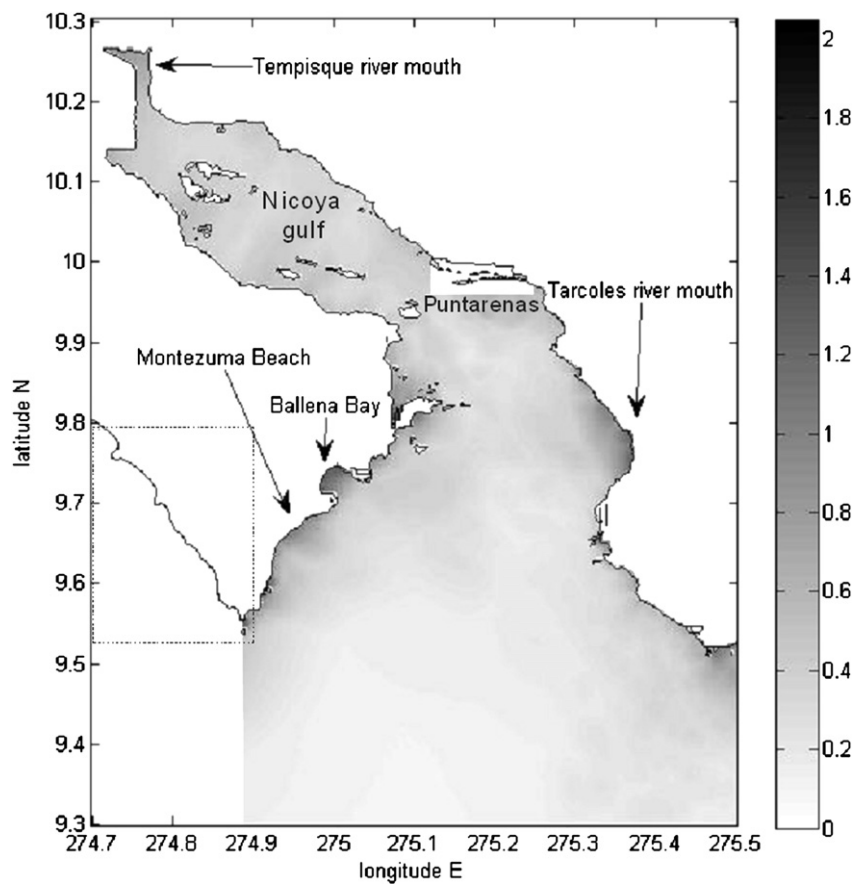 10.3
10.2
10.1
10
9.9
9.8
9.7
9.6
9.5
9.4
9.3
latitude N
Tempisque river mouth
Nicoya
gulf
Puntarenas
Tarcoles river mouth
Montezuma Beach
Ballena Bay
274.7 274.8 274.9 275 275.1 275.2 275.3 275.4 275.5
longitude E
2
1.8
1.6
1.4
1.2
1
0.8
0.6
0.4
0.2
0